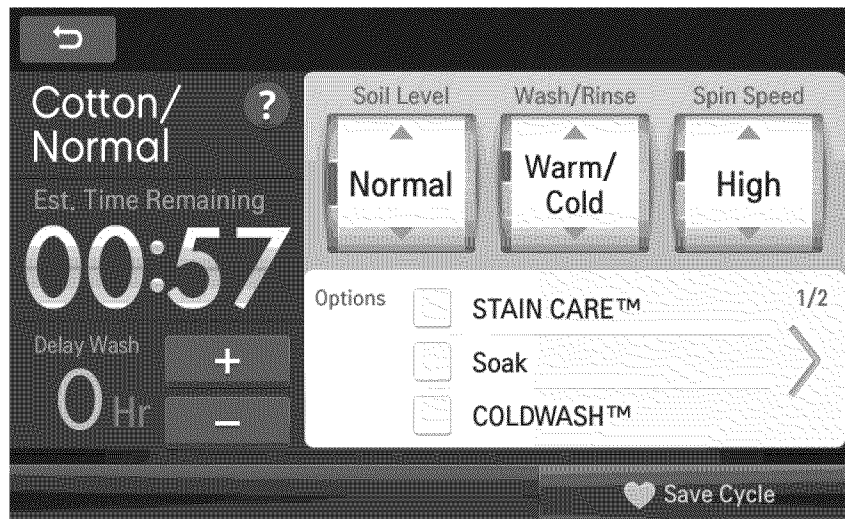 Cotton/
Normal
?
Est. Time Remaining
00:57
Delay Wash
0 Hr
+
−
Soil Level
Normal
Wash/Rinse
Warm/
Cold
Spin Speed
High
Options
1/2
STAIN CARE™
Soak
COLDWASH™
Save Cycle